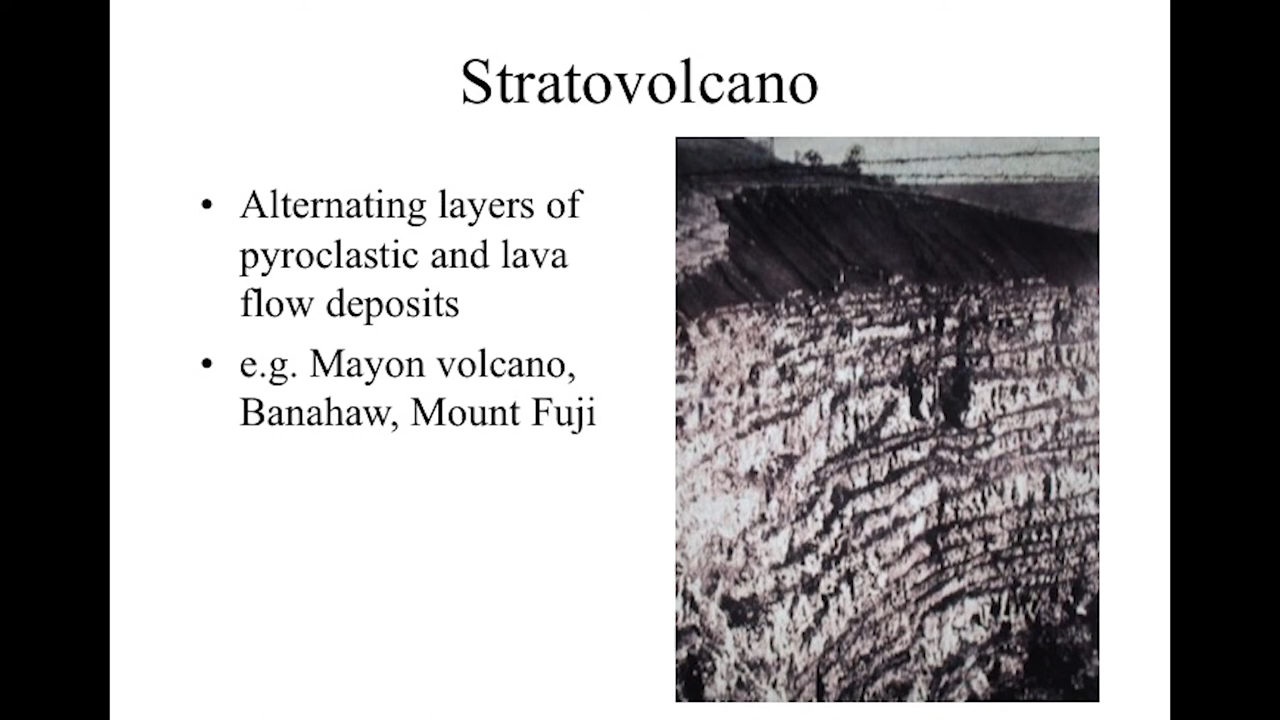 Stratovolcano
• Alternating layers of
pyroclastic and lava
flow deposits
• e.g. Mayon volcano,
Banahaw, Mount Fuji